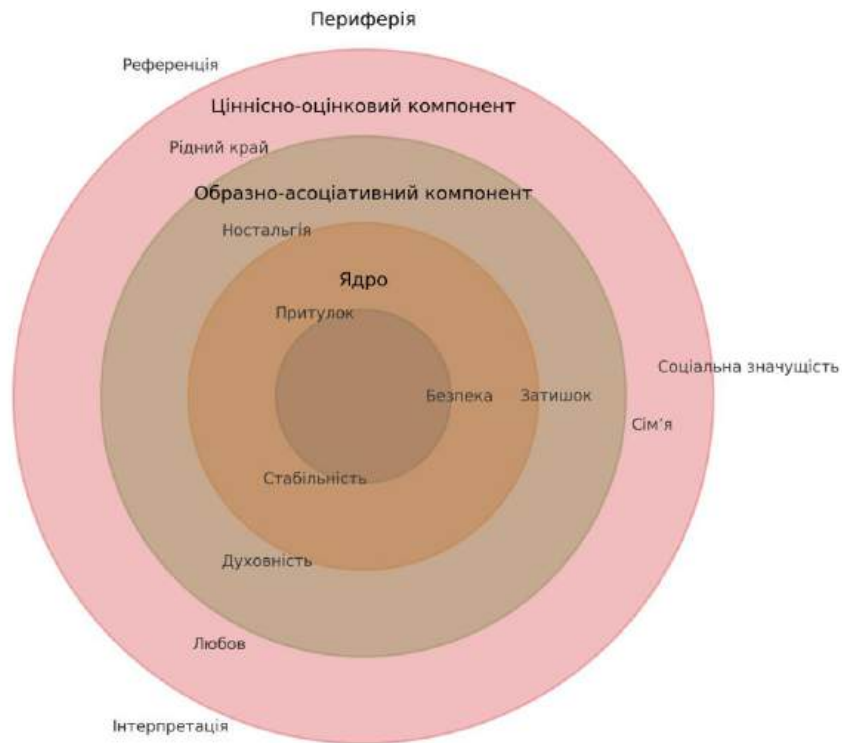 Периферія
Референція
Ціннісно-оцінковий компонент
Рідний край
Образно-асоціативний компонент
Ностальгія
Ядро
Притулок
Соціальна значущість
Безпека
Затишок
Сім’я
Стабільність
Духовність
Любов
Інтерпретація